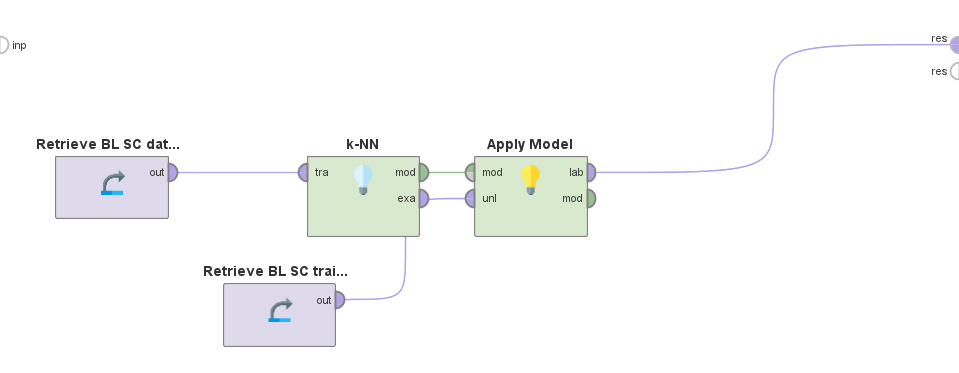 inp
res
res
Retrieve BL SC dat...
out
k-NN
tra
mod
exa
Apply Model
mod
lab
unl
mod
Retrieve BL SC trai...
out